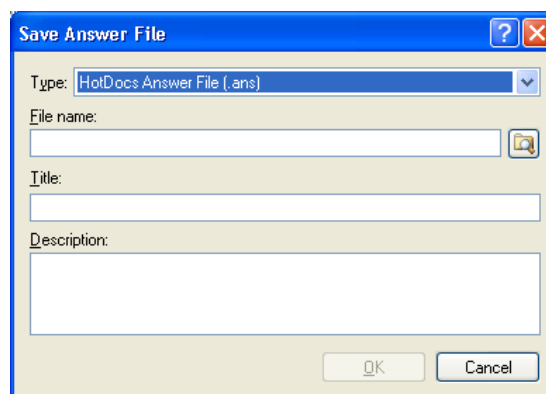 Save Answer File
?
Type: HotDocs Answer File (.ans)
File name:
Title:
Description:
OK Cancel